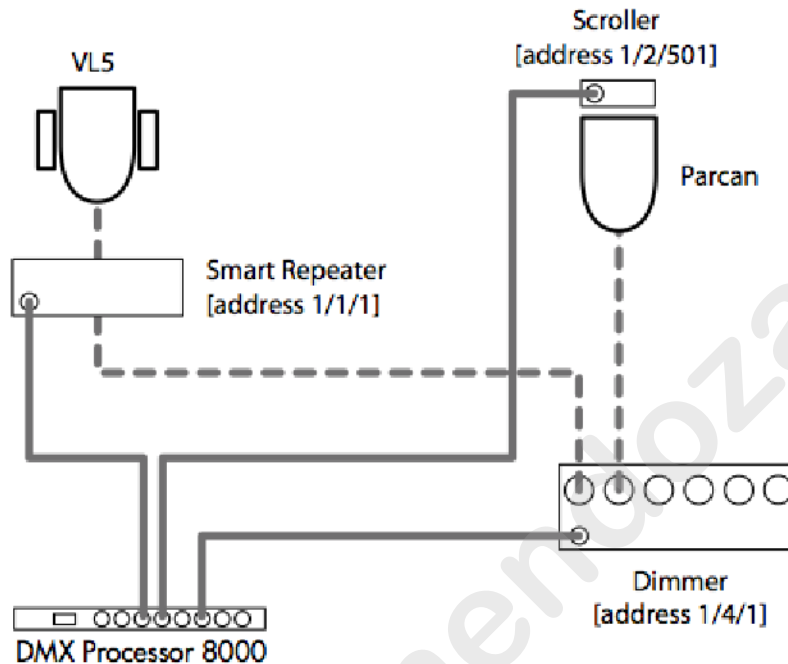 Scroller
[address 1/2/501]
VL5
Parcan
Smart Repeater
[address 1/1/1]
Dimmer
[address 1/4/1]
DMX Processor 8000
mendoza